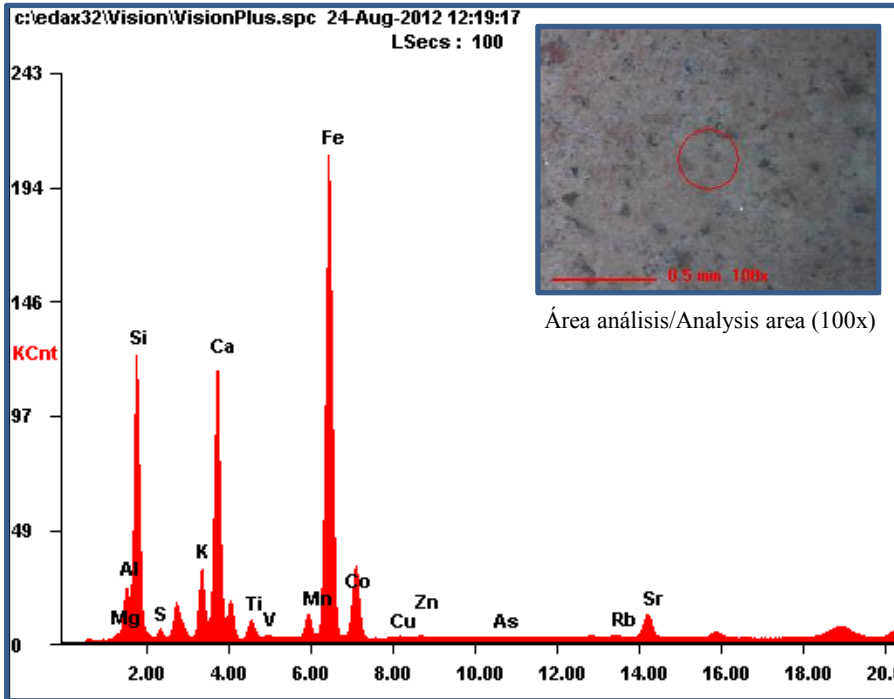 c:\edax32\Vision\VisionPlus.spc 24-Aug-2012 12:19:17
LSecs : 100
243
194
146
KCnt
97
49
0
Fe
Si
Ca
K
Al
Mg
S
Ti
V
Mn
Co
Cu
Zn
As
Rb
Sr
2.00 4.00 6.00 8.00 10.00 12.00 14.00 16.00 18.00 20.0
0.5 mm 100x
Área análisis/Analysis area (100x)